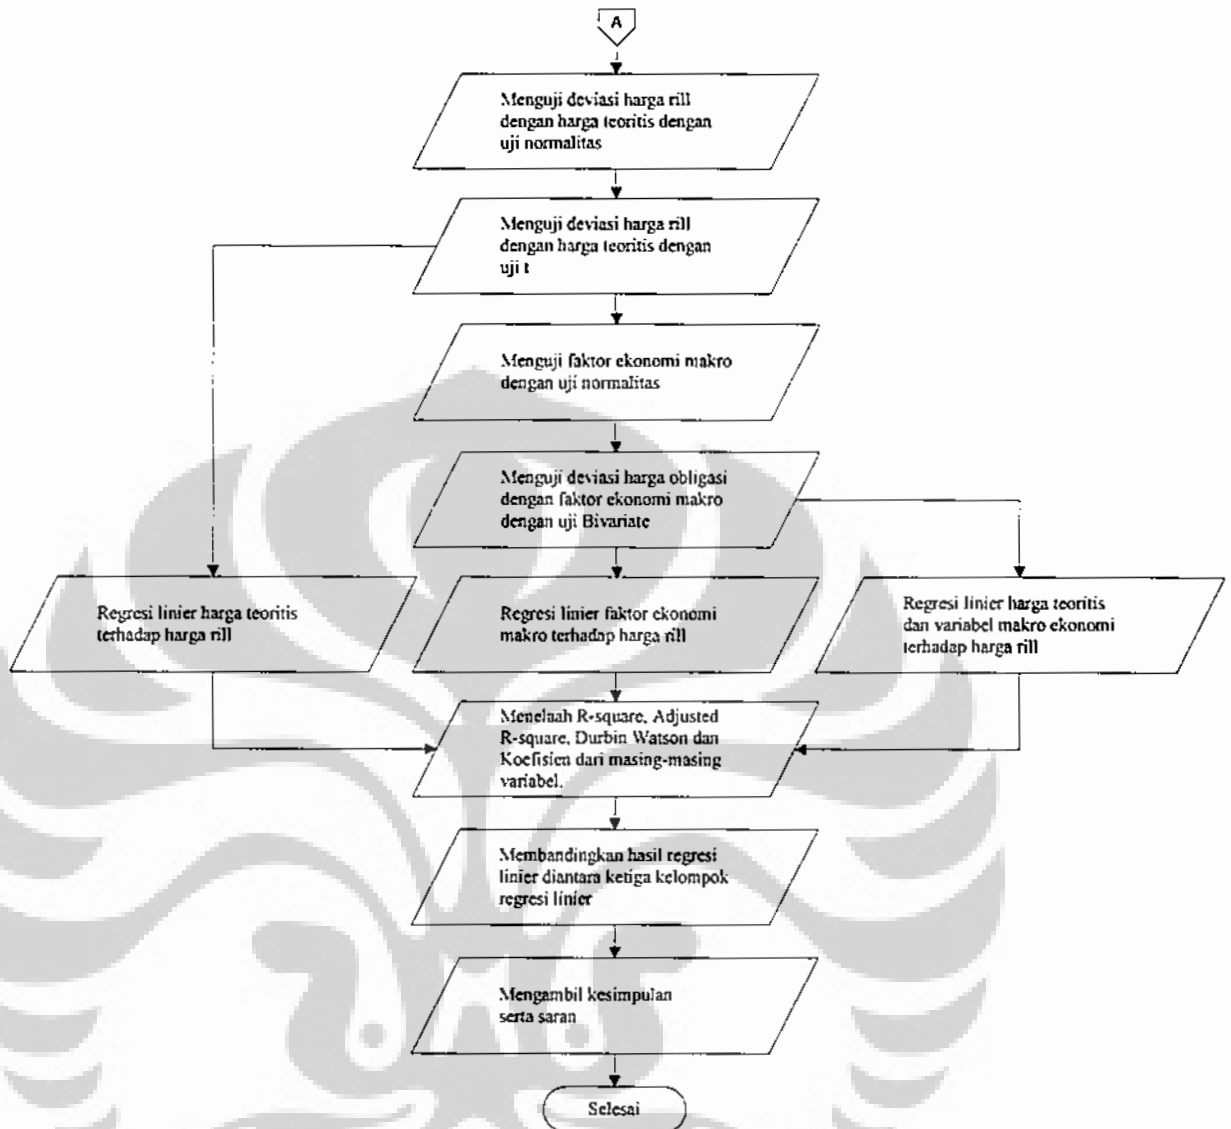 A
Menguji deviasi harga rill
dengan harga teoritis dengan
uji normalitas
Menguji deviasi harga rill
dengan harga teoritis dengan
uji t
Menguji faktor ekonomi makro
dengan uji normalitas
Menguji deviasi harga obligasi
dengan faktor ekonomi makro
dengan uji Bivariate
Regresi linier harga teoritis
terhadap harga rill
Regresi linier faktor ekonomi
makro terhadap harga rill
Regresi linier harga teoritis
dan variabel makro ekonomi
terhadap harga rill
Menelaah R-square, Adjusted
R-square, Durbin Watson dan
Koefisien dari masing-masing
variabel.
Membandingkan hasil regresi
linier diantara ketiga kelompok
regresi linier
Mengambil kesimpulan
serta saran
Selesai